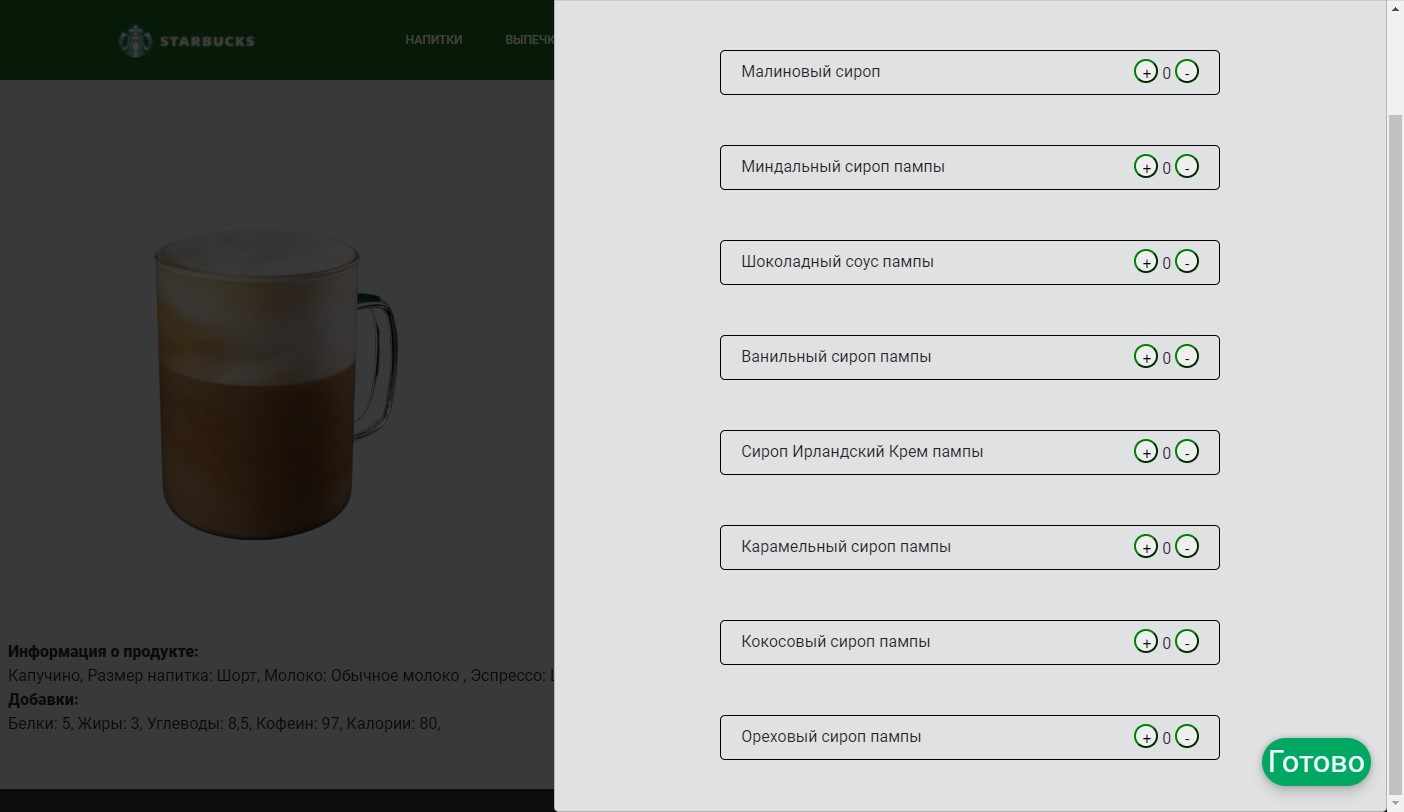 STARBUCKS
НАПИТКИ
Малиновый сироп + 0 -
Миндальный сироп пампы + 0 -
Шоколадный соус пампы + 0 -
Ванильный сироп пампы + 0 -
Сироп Ирландский Крем пампы + 0 -
Карамельный сироп пампы + 0 -
Кокосовый сироп пампы + 0 -
Ореховый сироп пампы + 0 -
Готово
Информация о продукте:
Капучино, Размер напитка: Шорт, Молоко: Обычное молоко , Эспрессо:
Добавки:
Белки: 5, Жиры: 3, Углеводы: 8,5, Кофеин: 97, Калории: 80,